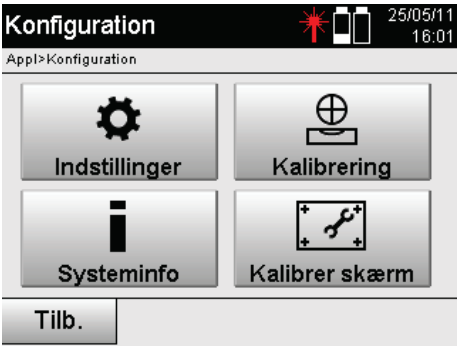 Konfiguration
25/05/11
16:01
Appl>Konfiguration
Indstillinger
Kalibrering
Systeminfo
Kalibrer skærm
Tilb.